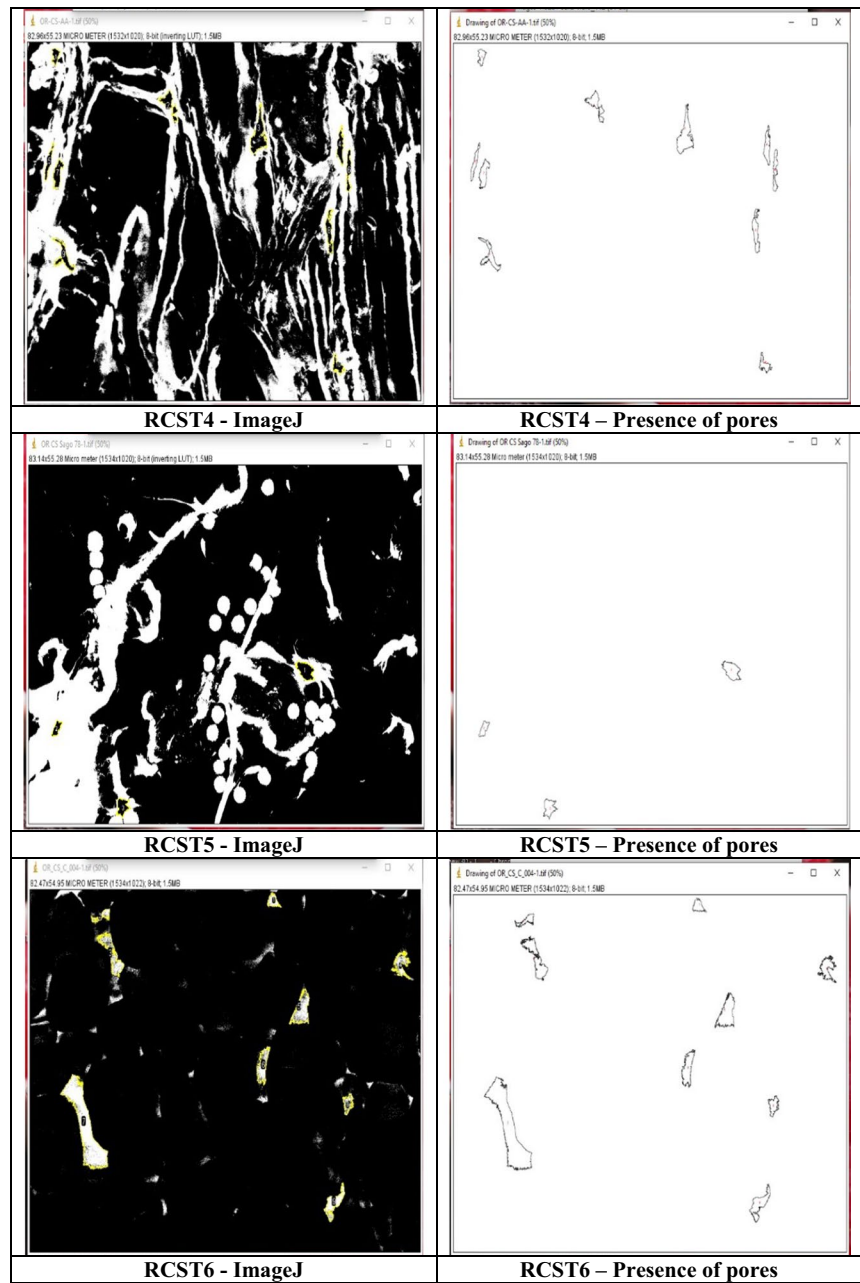 OR-CS-AA-1.tif (50%)
82.96x55.23 MICRO METER (1532x1020); 8-bit (inverting LUT); 1.5MB
Drawing of OR-CS-AA-1.tif (50%)
82.96x55.23 MICRO METER (1532x1020); 8-bit; 1.5MB
RCST4 - ImageJ
RCST4 – Presence of pores
OR CS Sago 78-1.tif (50%)
83.14x55.28 Micro meter (1534x1020); 8-bit (inverting LUT); 1.5MB
Drawing of OR CS Sago 78-1.tif (50%)
83.14x55.28 Micro meter (1534x1020); 8-bit; 1.5MB
RCST5 - ImageJ
RCST5 – Presence of pores
OR_CS_C_004-1.tif (50%)
82.47x54.95 MICRO METER (1534x1022); 8-bit; 1.5MB
Drawing of OR_CS_C_004-1.tif (50%)
82.47x54.95 MICRO METER (1534x1022); 8-bit; 1.5MB
RCST6 - ImageJ
RCST6 – Presence of pores